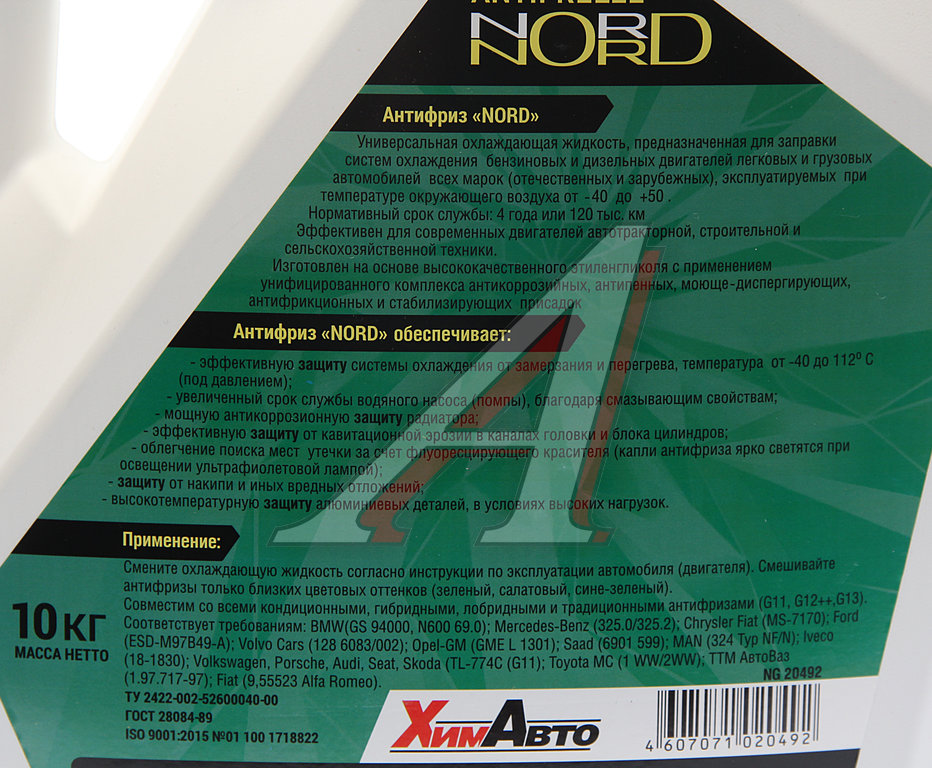 ANTIFREEZE
NORD
NORD
Антифриз «NORD»
Универсальная охлаждающая жидкость, предназначенная для заправки
систем охлаждения бензиновых и дизельных двигателей легковых и грузовых
автомобилей всех марок (отечественных и зарубежных), эксплуатируемых при
температуре окружающего воздуха от -40 до +50 .
Нормативный срок службы: 4 года или 120 тыс. км
Эффективен для современных двигателей автотракторной, строительной и
сельскохозяйственной техники.
Изготовлен на основе высококачественного этиленгликоля с применением
унифицированного комплекса антикоррозийных, антипенных, моюще-диспергирующих,
антифрикционных и стабилизирующих присадок
Антифриз «NORD» обеспечивает:
- эффективную защиту системы охлаждения от замерзания и перегрева, температура от -40 до 112⁰ С
(под давлением);
- увеличенный срок службы водяного насоса (помпы), благодаря смазывающим свойствам;
- мощную антикоррозионную защиту радиатора;
- эффективную защиту от кавитационной эрозии в каналах головки и блока цилиндров;
- облегчение поиска мест утечки за счет флуоресцирующего красителя (капли антифриза ярко светятся при
освещении ультрафиолетовой лампой);
- защиту от накипи и иных вредных отложений;
- высокотемпературную защиту алюминиевых деталей, в условиях высоких нагрузок.
Применение:
Смените охлаждающую жидкость согласно инструкции по эксплуатации автомобиля (двигателя). Смешивайте
антифризы только близких цветовых оттенков (зеленый, салатовый, сине-зеленый).
Совместим со всеми кондиционными, гибридными, лобридными и традиционными антифризами (G11, G12++,G13).
Соответствует требованиям: BMW(GS 94000, N600 69.0); Mercedes-Benz (325.0/325.2); Chrysler Fiat (MS-7170); Ford
(ESD-M97B49-A); Volvo Cars (128 6083/002); Opel-GM (GME L 1301); Saad (6901 599); MAN (324 Typ NF/N); Iveco
(18-1830); Volkswagen, Porsche, Audi, Seat, Skoda (TL-774C (G11); Toyota MC (1 WW/2WW); ТТМ АвтоВаз
(1.97.717-97); Fiat (9,55523 Alfa Romeo).
NG 20492
10 КГ
МАССА НЕТТО
ТУ 2422-002-52600040-00
ГОСТ 28084-89
ISO 9001:2015 №01 100 1718822
ХимАвто
4 607071 020492